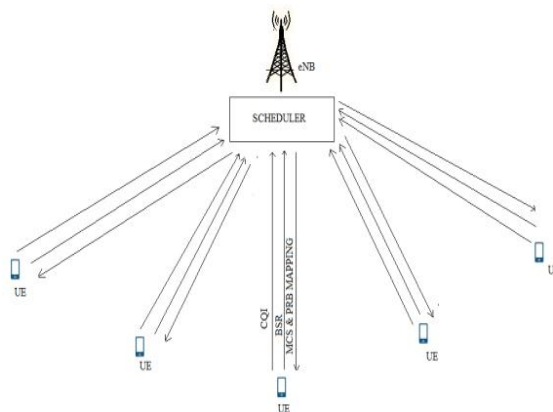 eNB
SCHEDULER
UE
UE
CQI
BSR
MCS & PRB MAPPING
UE
UE
U